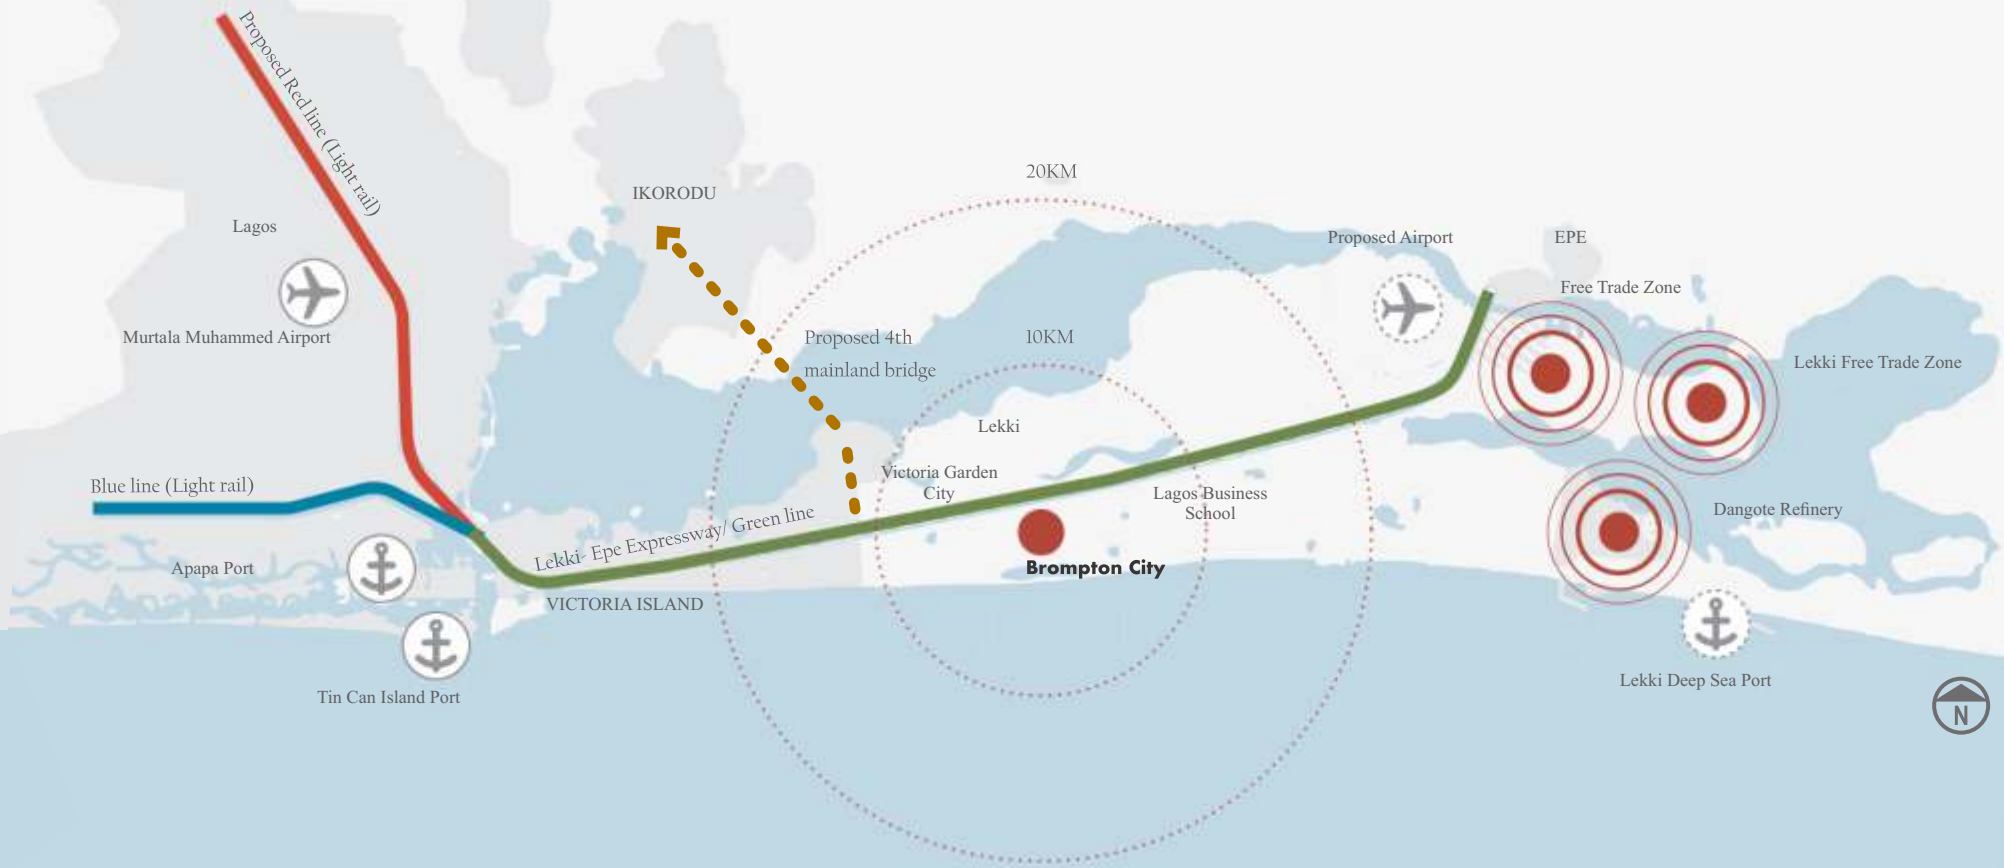 Proposed Red line (Light rail)
20KM
IKORODU
Lagos
Proposed Airport
EPE
Free Trade Zone
Murtala Muhammed Airport
Proposed 4th
mainland bridge
10KM
Lekki Free Trade Zone
Lekki
Victoria Garden
City
Blue line (Light rail)
Lagos Business
School
Dangote Refinery
Lekki- Epe Expressway/ Green line
Apapa Port
Brompton City
VICTORIA ISLAND
Tin Can Island Port
Lekki Deep Sea Port
N